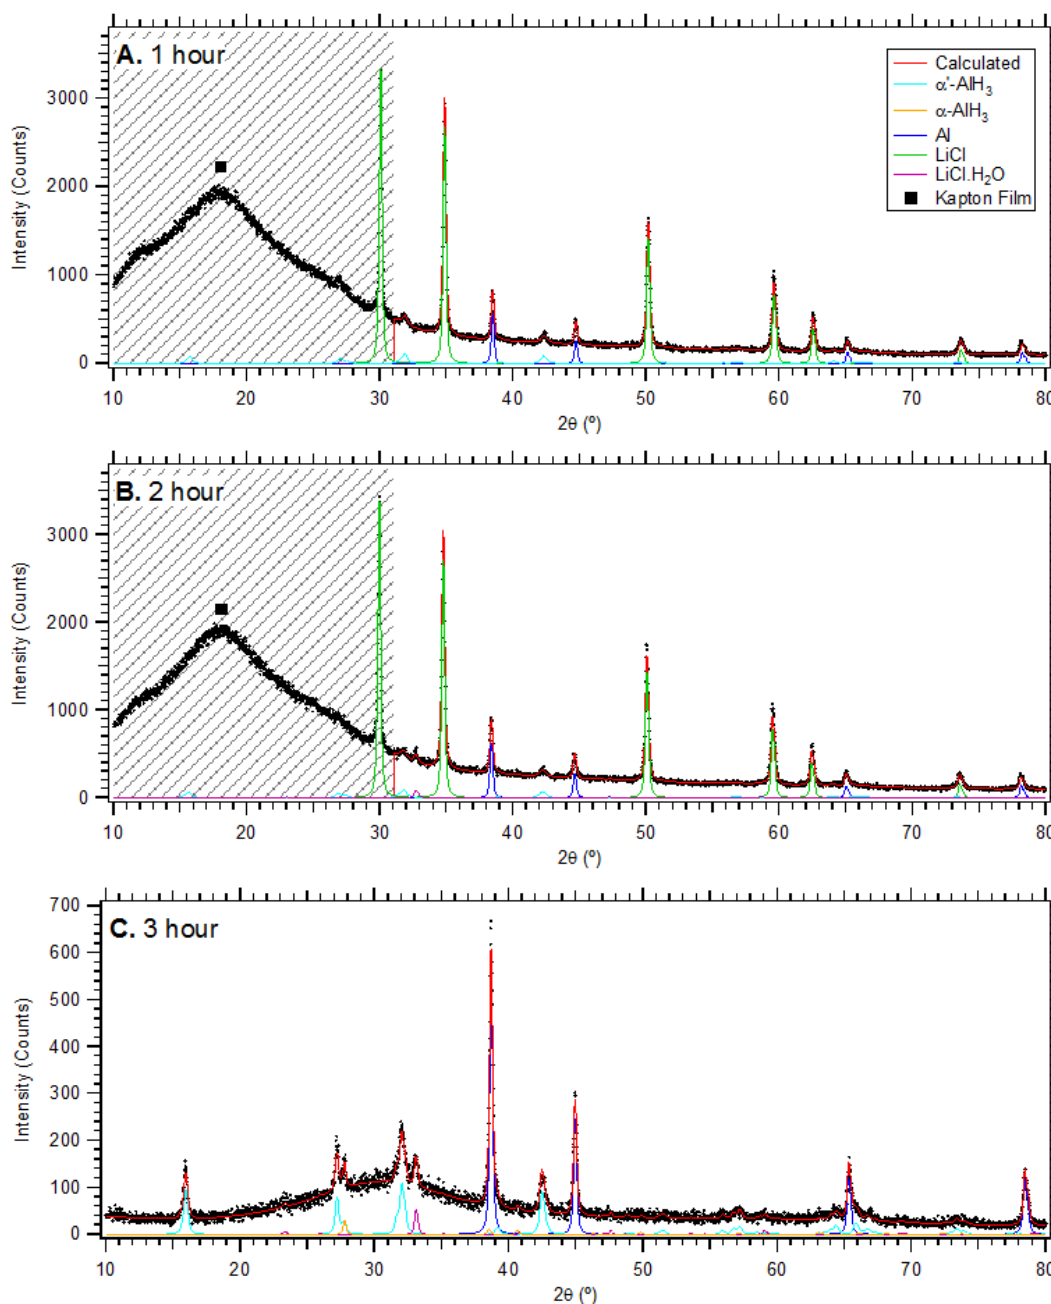 A. 1 hour
Calculated
α'-AlH₃
α-AlH₃
Al
LiCl
LiCl.H₂O
Kapton Film
Intensity (Counts)
3000
2000
1000
0
10 20 30 40 50 60 70 80
2θ (º)
B. 2 hour
Intensity (Counts)
3000
2000
1000
0
10 20 30 40 50 60 70 80
2θ (º)
C. 3 hour
Intensity (Counts)
700
600
500
400
300
200
100
0
10 20 30 40 50 60 70 80
2θ (º)